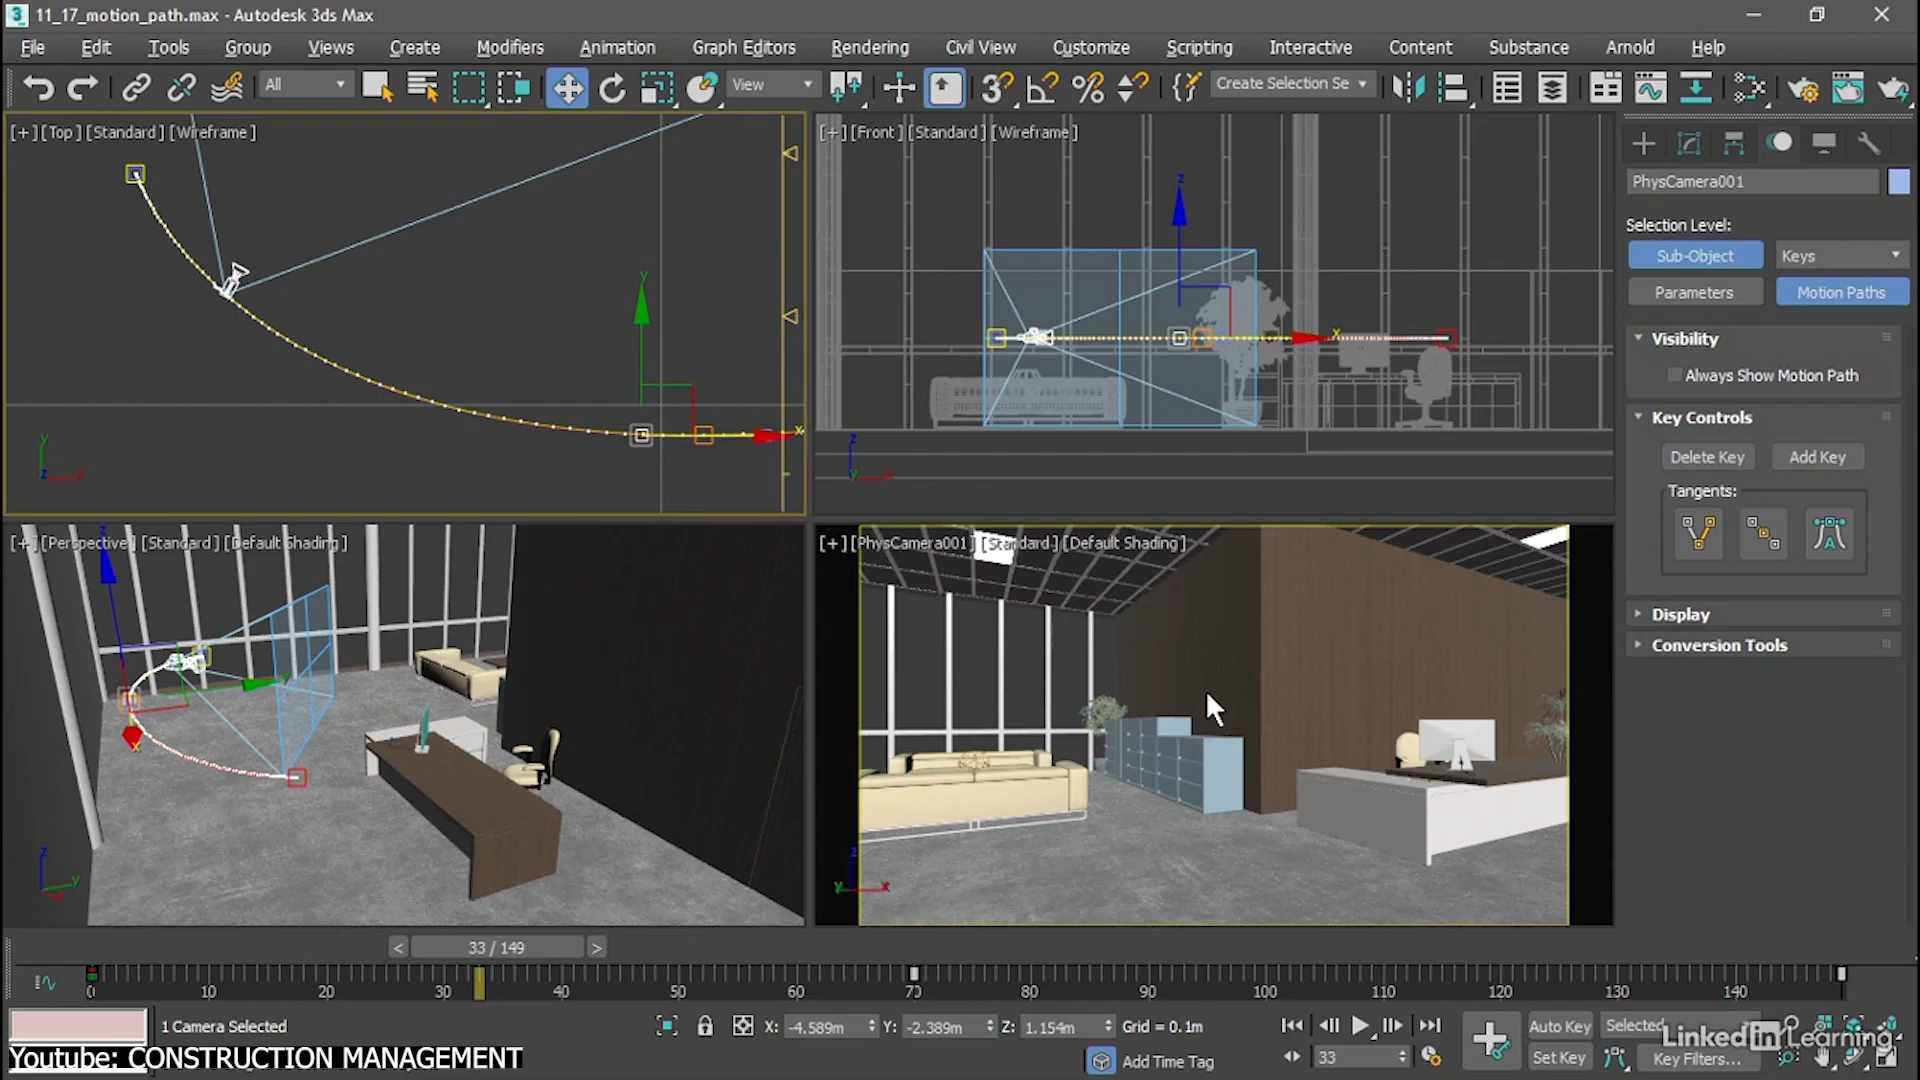 11_17_motion_path.max - Autodesk 3ds Max
File Edit Tools Group Views Create Modifiers Animation Graph Editors Rendering Civil View Customize Scripting Interactive Content Substance Arnold Help
All View Create Selection Se
[+][Top][Standard][Wireframe]
[+][Front][Standard][Wireframe]
PhysCamera001
Selection Level:
Sub-Object Keys
Parameters Motion Paths
Visibility
Always Show Motion Path
Key Controls
Delete Key Add Key
Tangents:
[+][Perspective][Standard][Default Shading]
[+][PhysCamera001][Standard][Default Shading]
Display
Conversion Tools
< 33 / 149 >
0 10 20 30 40 50 60 70 80 90 100 110 120 130 140
1 Camera Selected X: -4.589m Y: -2.389m Z: 1.154m Grid = 0.1m Auto Key Selected
LinkedIn Learning
Youtube: CONSTRUCTION MANAGEMENT
Add Time Tag 33 Set Key Key Filters...